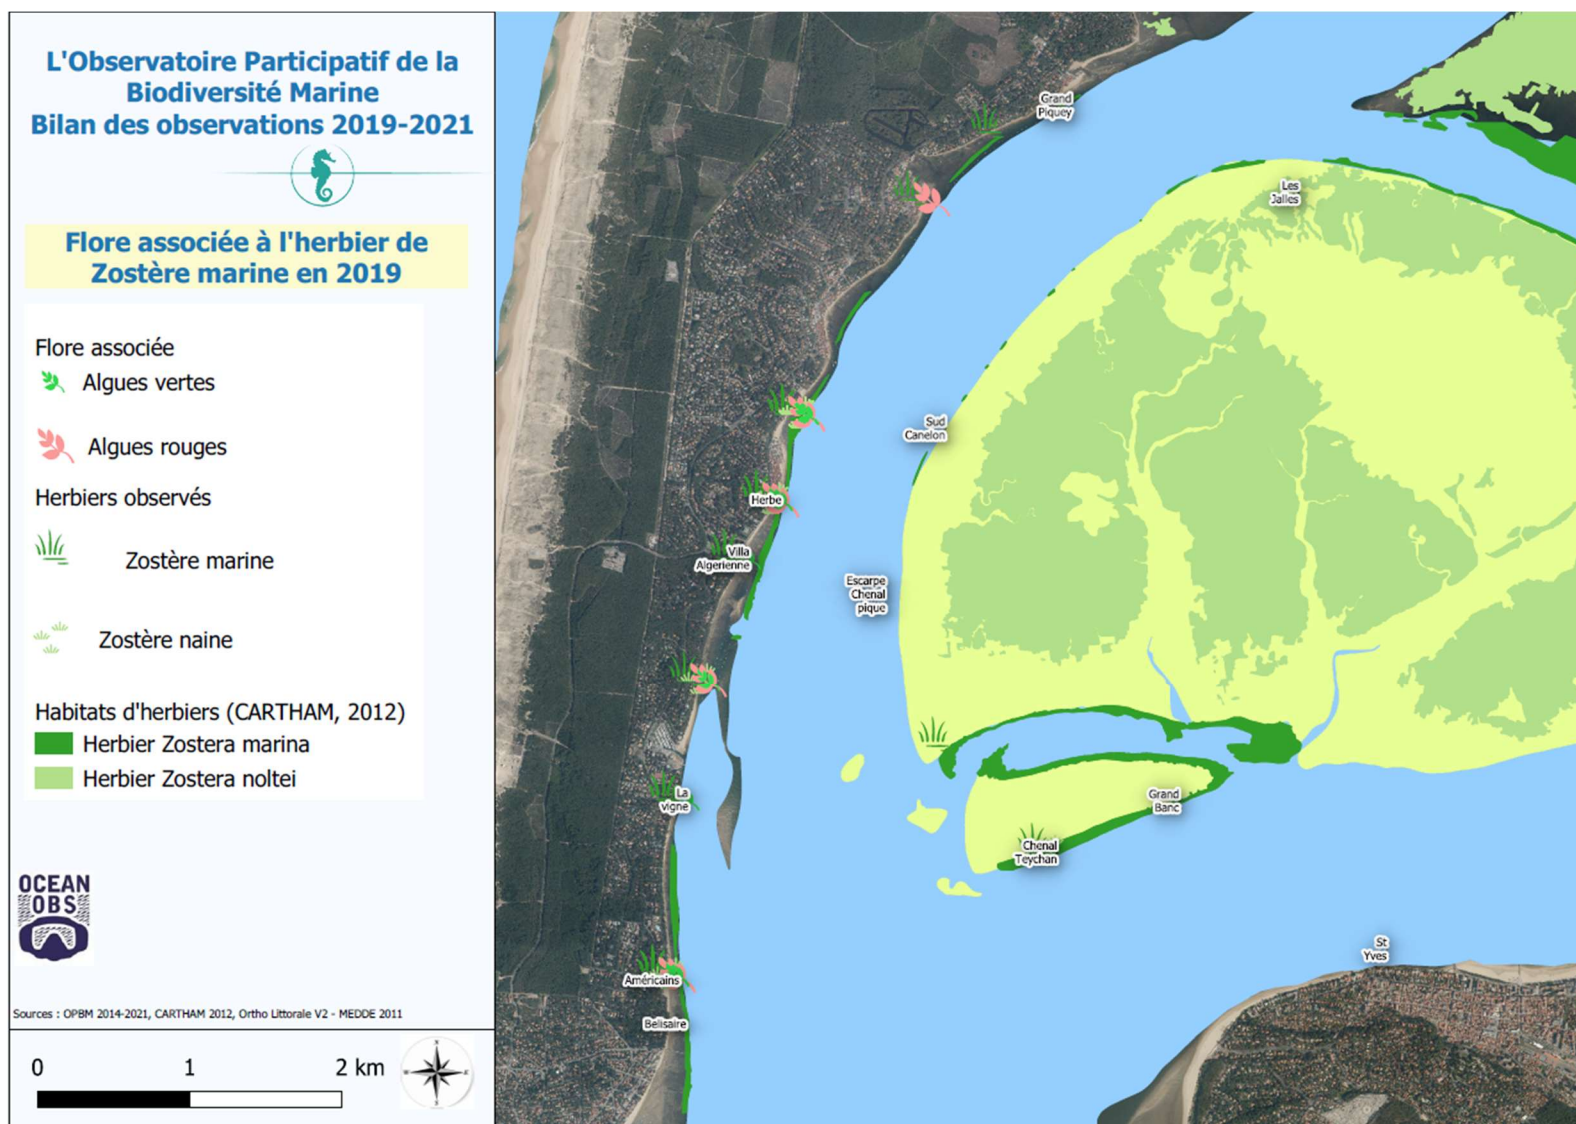 L'Observatoire Participatif de la
Biodiversité Marine
Bilan des observations 2019-2021
Flore associée à l'herbier de
Zostère marine en 2019
Flore associée
Algues vertes
Algues rouges
Herbiers observés
Zostère marine
Zostère naine
Habitats d'herbiers (CARTHAM, 2012)
Herbier Zostera marina
Herbier Zostera noltei
OCEAN
OBS
Sources : OPBM 2014-2021, CARTHAM 2012, Ortho Littorale V2 - MEDDE 2011
0 1 2 km
Grand
Piquey
Les
Jalles
Sud
Canelon
Herbe
Villa
Algerienne
Escarpe
Chenal
pique
La
vigne
Grand
Banc
Chenal
Teychan
St
Yves
Américains
Belisaire